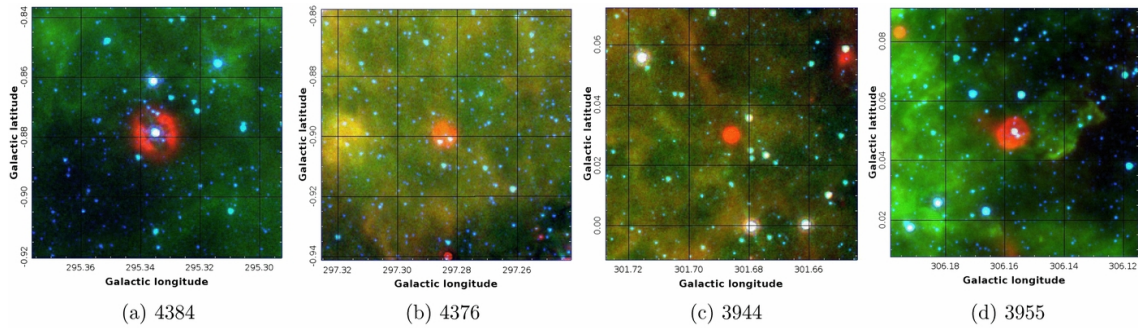 -0.84
-0.86
-0.88
-0.90
-0.92
Galactic latitude
295.36 295.34 295.32 295.30
Galactic longitude
(a) 4384
-0.86
-0.88
-0.90
-0.92
-0.94
Galactic latitude
297.32 297.30 297.28 297.26
Galactic longitude
(b) 4376
0.06
0.04
0.02
0.00
Galactic latitude
301.72 301.70 301.68 301.66
Galactic longitude
(c) 3944
0.08
0.06
0.04
0.02
Galactic latitude
306.18 306.16 306.14 306.12
Galactic longitude
(d) 3955